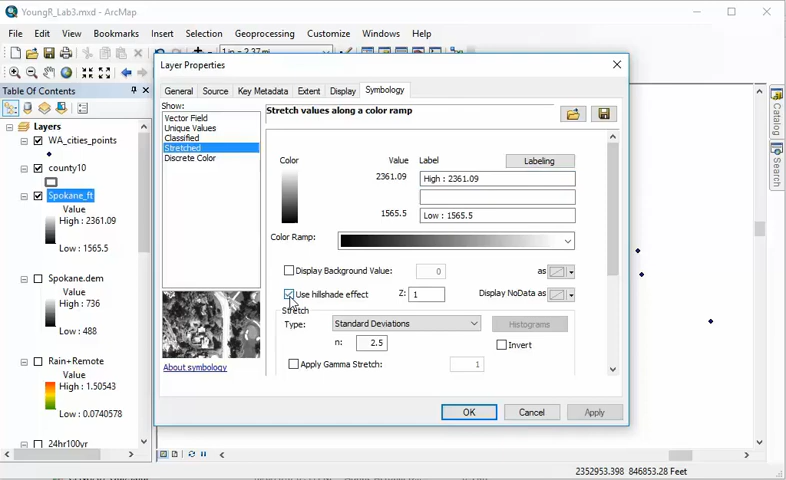 YoungR_Lab3.mxd - ArcMap
File Edit View Bookmarks Insert Selection Customize Windows Help
1 in = 2.37 mi
Table Of Contents
Layers
WA_cities_points
county10
Spokane_ft
Value
High : 2361.09
Low : 1565.5
Spokane.dem
Value
High : 736
Low : 488
Rain+Remote
Value
High : 1.50543
Low : 0.0740578
24hr100yr
Layer Properties
General Source Key Metadata Extent Display Symbology
Show:
Vector Field
Unique Values
Classified
Stretched
Discrete Color
About symbology
Stretch values along a color ramp
Color Value Label Labeling
2361.09 High : 2361.09
1565.5 Low : 1565.5
Color Ramp:
Display Background Value: 0 as
Use hillshade effect Z: 1 Display NoData as
Stretch
Type: Standard Deviations Histograms
n: 2.5 Invert
Apply Gamma Stretch: 1
OK Cancel Apply
Catalog
Search
2352953.398 846853.28 Feet